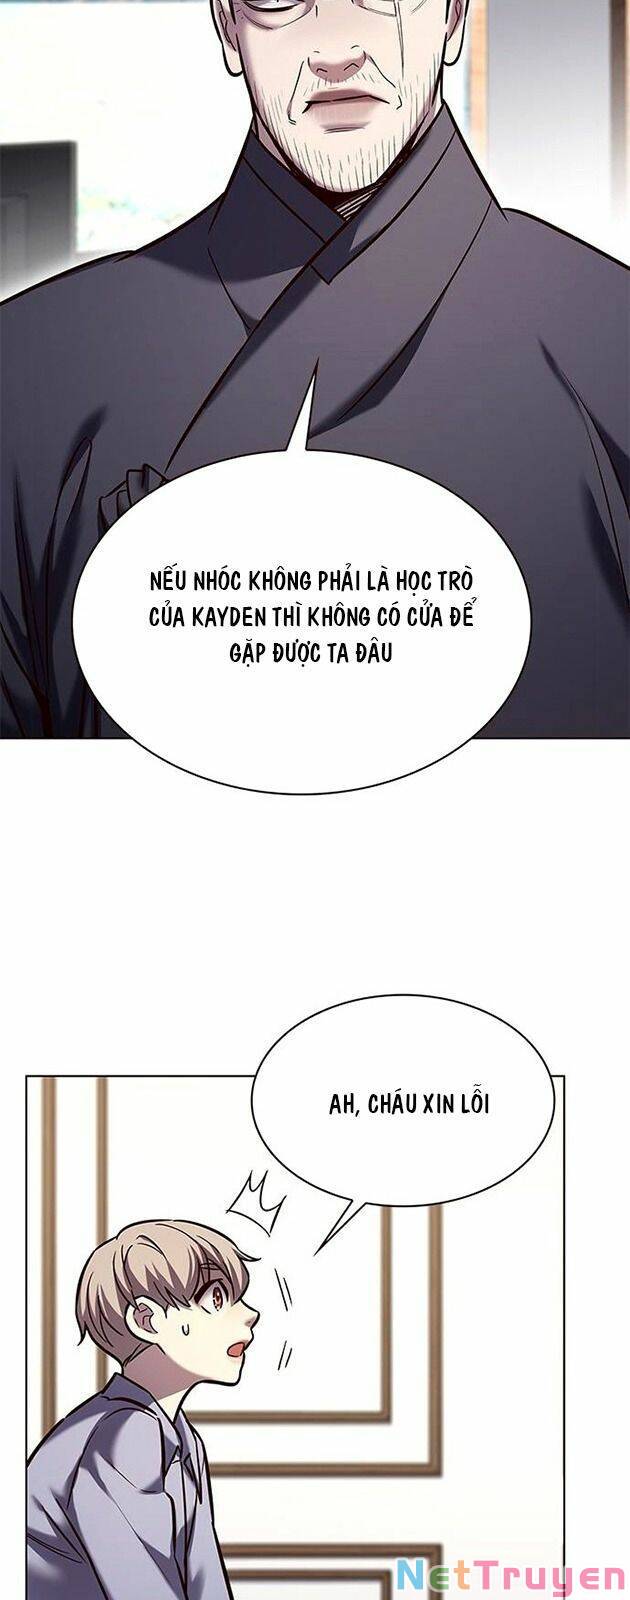 NẾU NHÓC KHÔNG PHẢI LÀ HỌC TRÒ
CỦA KAYDEN THÌ KHÔNG CÓ CỬA ĐỂ
GẶP ĐƯỢC TA ĐÂU
AH, CHÁU XIN LỖI
NetTruyen